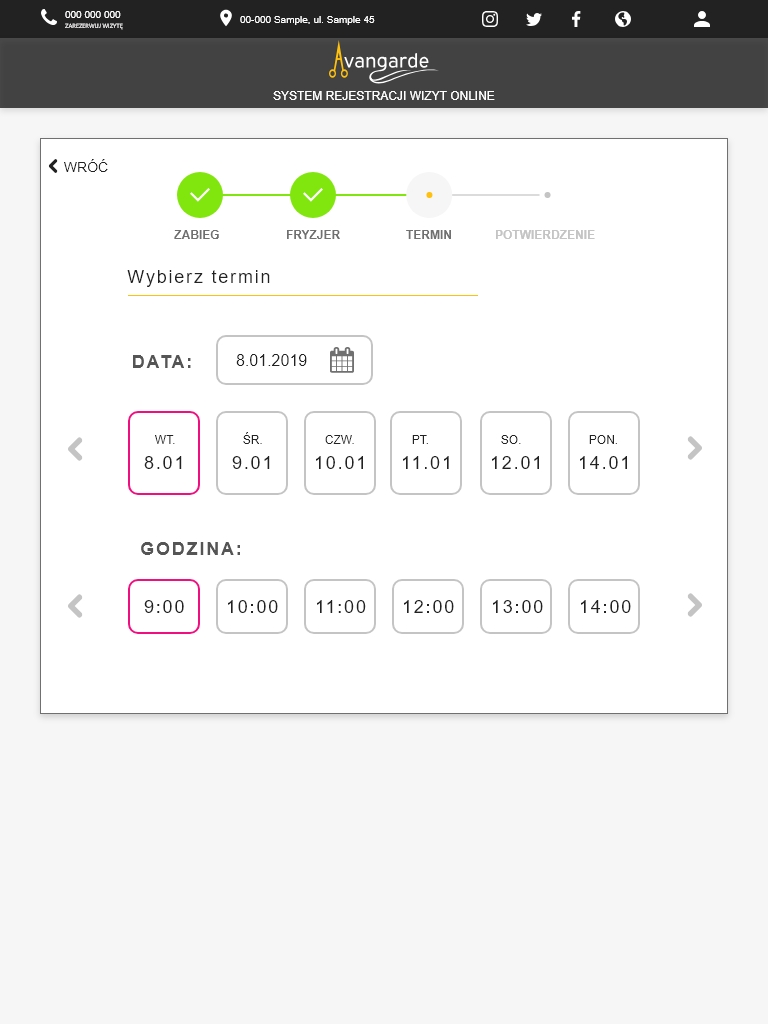 000 000 000
ZAREZERWUJ WIZYTĘ
00-000 Sample, ul. Sample 45
Avangarde
SYSTEM REJESTRACJI WIZYT ONLINE
WRÓĆ
ZABIEG FRYZJER TERMIN POTWIERDZENIE
Wybierz termin
DATA: 8.01.2019
WT. ŚR. CZW. PT. SO. PON.
8.01 9.01 10.01 11.01 12.01 14.01
GODZINA:
9:00 10:00 11:00 12:00 13:00 14:00